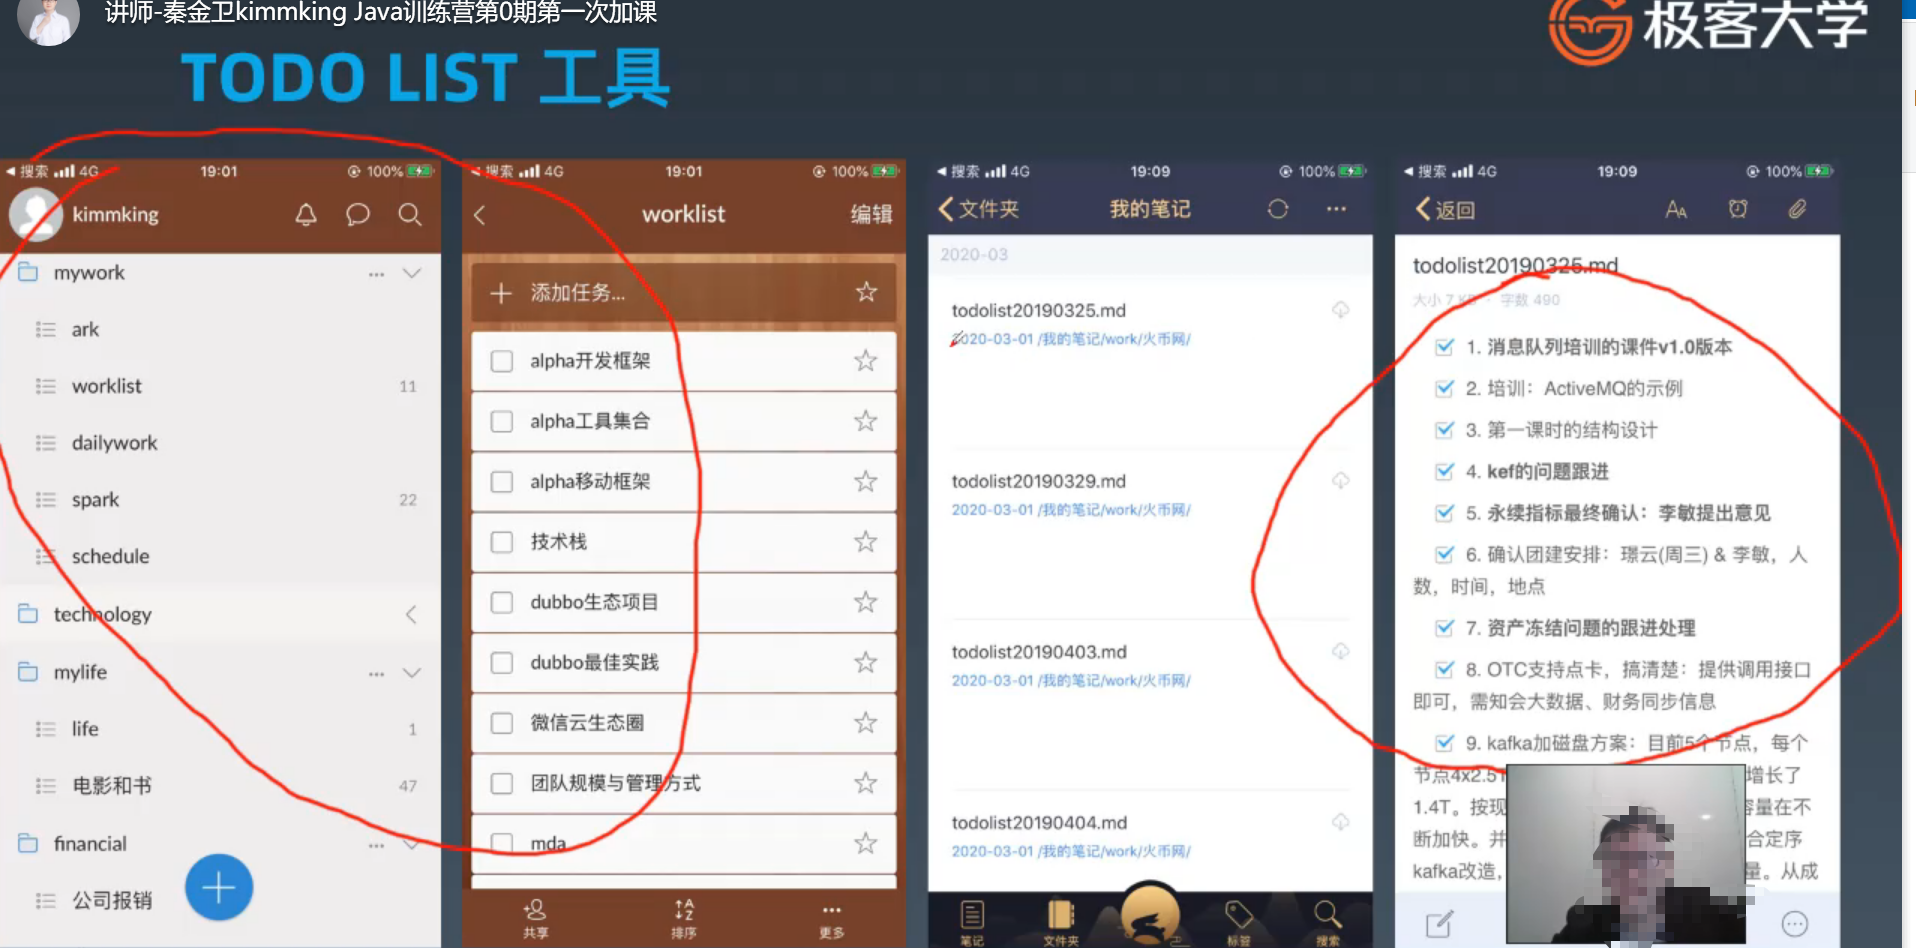 讲师-秦金卫kimmking Java训练营第0期第一次加课
极客大学
TODO LIST 工具
搜索 4G 19:01 100%
kimmking
mywork
ark
worklist 11
dailywork
spark 22
schedule
technology
mylife
life 1
电影和书 47
financial
公司报销
搜索 4G 19:01 100%
worklist 编辑
添加任务...
alpha开发框架
alpha工具集合
alpha移动框架
技术栈
dubbo生态项目
dubbo最佳实践
微信云生态圈
团队规模与管理方式
mda
共享 排序 更多
搜索 4G 19:09 100%
文件夹 我的笔记
2020-03
todolist20190325.md
2020-03-01 /我的笔记/work/火币网/
todolist20190329.md
2020-03-01 /我的笔记/work/火币网/
todolist20190403.md
2020-03-01 /我的笔记/work/火币网/
todolist20190404.md
2020-03-01 /我的笔记/work/火币网/
笔记 文件夹 标签 搜索
搜索 4G 19:09 100%
返回 AA
todolist20190325.md
大小 7 KB · 字数 490
1. 消息队列培训的课件v1.0版本
2. 培训：ActiveMQ的示例
3. 第一课时的结构设计
4. kef的问题跟进
5. 永续指标最终确认：李敏提出意见
6. 确认团建安排：璟云(周三) & 李敏，人
数，时间，地点
7. 资产冻结问题的跟进处理
8. OTC支持点卡，搞清楚：提供调用接口
即可，需知会大数据、财务同步信息
9. kafka加磁盘方案：目前5个节点，每个
节点4x2.5 增长了
1.4T。按现 容量在不
断加快。并 合定序
kafka改造， 量。从成